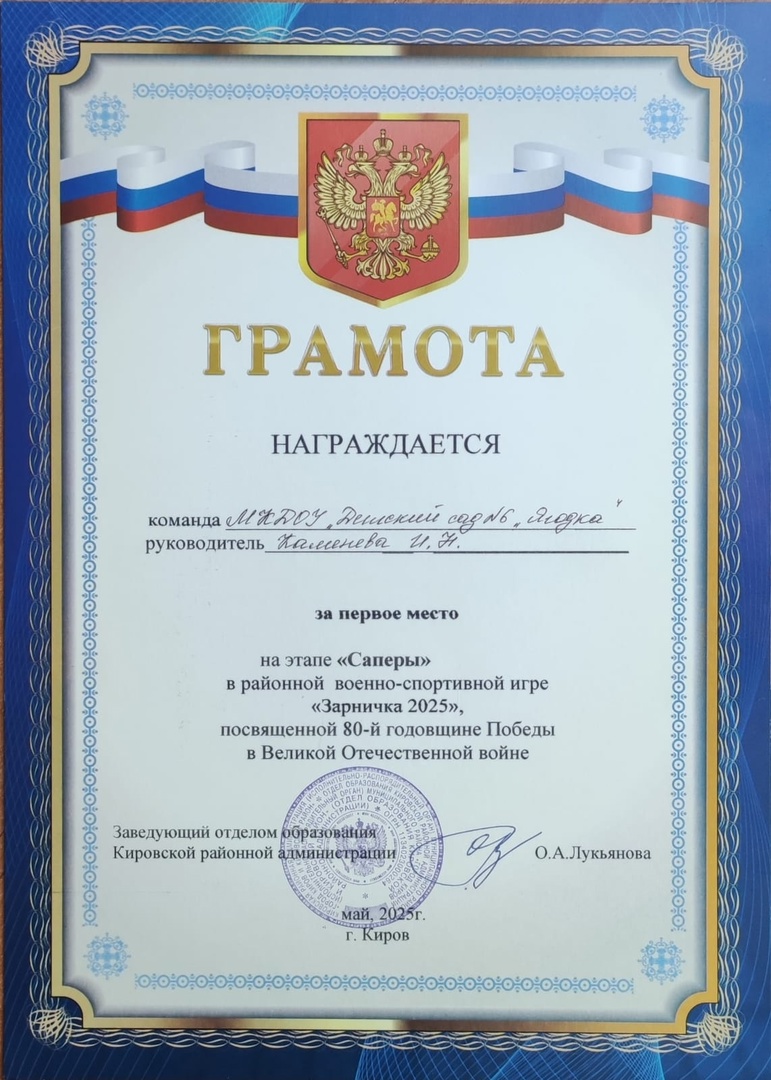 ГРАМОТА
НАГРАЖДАЕТСЯ
команда МКДОУ „Детский сад №6 „Ягодка“
руководитель Каменева И.Н.
за первое место
на этапе «Саперы»
в районной военно-спортивной игре
«Зарничка 2025»,
посвященной 80-й годовщине Победы
в Великой Отечественной войне
Заведующий отделом образования
Кировской районной администрации О.А.Лукьянова
май, 2025г.
г. Киров